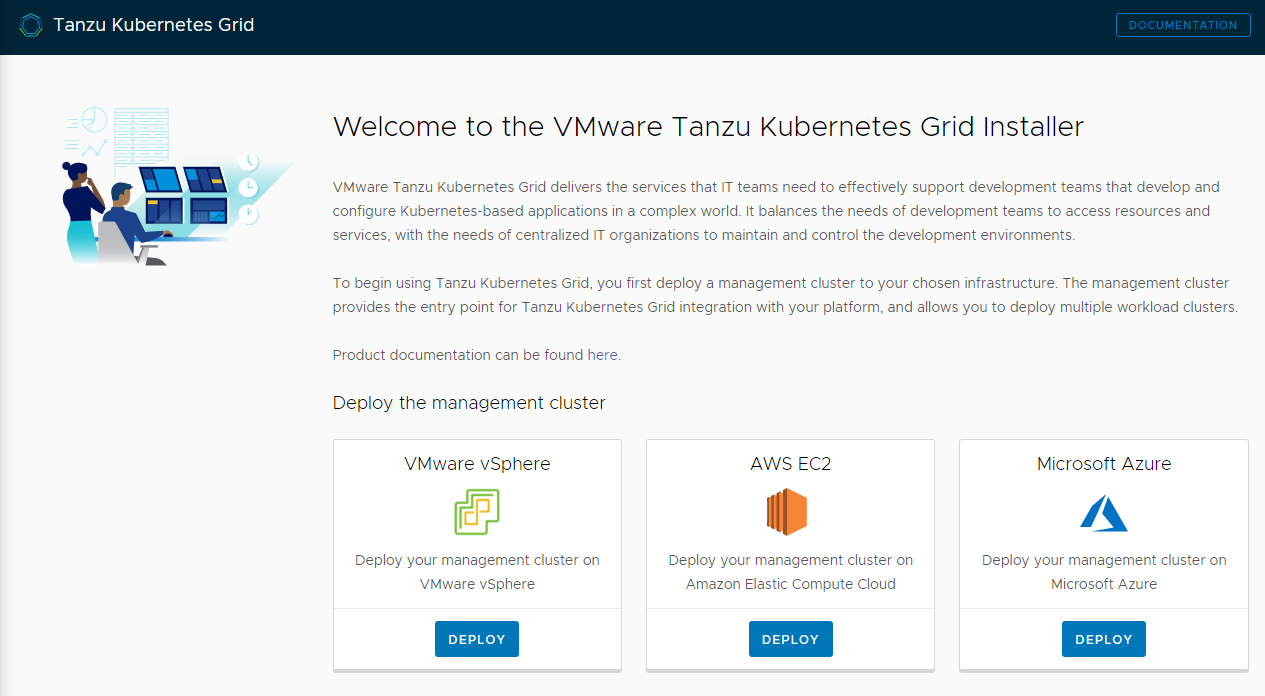 Tanzu Kubernetes Grid
DOCUMENTATION
Welcome to the VMware Tanzu Kubernetes Grid Installer
VMware Tanzu Kubernetes Grid delivers the services that IT teams need to effectively support development teams that develop and
configure Kubernetes-based applications in a complex world. It balances the needs of development teams to access resources and
services, with the needs of centralized IT organizations to maintain and control the development environments.
To begin using Tanzu Kubernetes Grid, you first deploy a management cluster to your chosen infrastructure. The management cluster
provides the entry point for Tanzu Kubernetes Grid integration with your platform, and allows you to deploy multiple workload clusters.
Product documentation can be found here.
Deploy the management cluster
VMware vSphere
Deploy your management cluster on
VMware vSphere
DEPLOY
AWS EC2
Deploy your management cluster on
Amazon Elastic Compute Cloud
DEPLOY
Microsoft Azure
Deploy your management cluster on
Microsoft Azure
DEPLOY